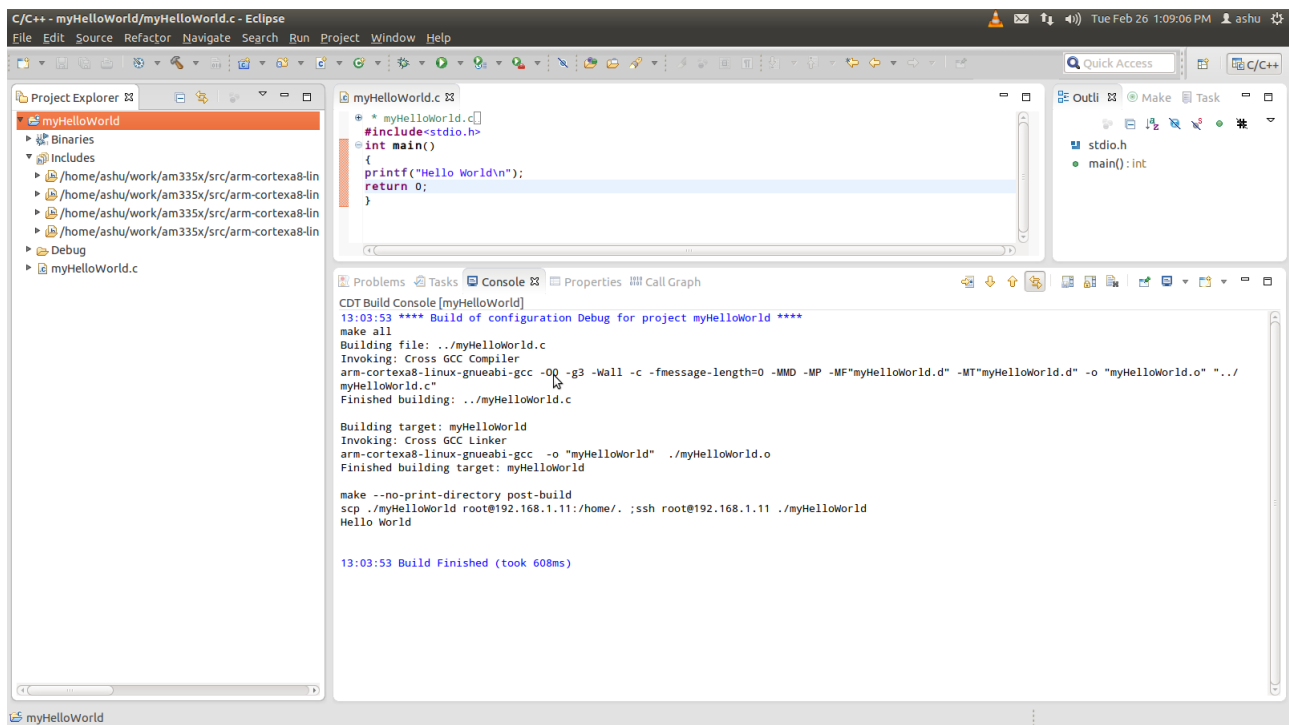 C/C++ - myHelloWorld/myHelloWorld.c - Eclipse
Tue Feb 26 1:09:06 PM ashu
File Edit Source Refactor Navigate Search Run Project Window Help
Quick Access
C/C++
Project Explorer
myHelloWorld
Binaries
Includes
/home/ashu/work/am335x/src/arm-cortexa8-lin
/home/ashu/work/am335x/src/arm-cortexa8-lin
/home/ashu/work/am335x/src/arm-cortexa8-lin
/home/ashu/work/am335x/src/arm-cortexa8-lin
Debug
myHelloWorld.c
myHelloWorld.c
* myHelloWorld.c
#include<stdio.h>
int main()
{
printf("Hello World\n");
return 0;
}
Outli Make Task
stdio.h
main() : int
Problems Tasks Console Properties Call Graph
CDT Build Console [myHelloWorld]
13:03:53 **** Build of configuration Debug for project myHelloWorld ****
make all
Building file: ../myHelloWorld.c
Invoking: Cross GCC Compiler
arm-cortexa8-linux-gnueabi-gcc -O0 -g3 -Wall -c -fmessage-length=0 -MMD -MP -MF"myHelloWorld.d" -MT"myHelloWorld.d" -o "myHelloWorld.o" "../
myHelloWorld.c"
Finished building: ../myHelloWorld.c
Building target: myHelloWorld
Invoking: Cross GCC Linker
arm-cortexa8-linux-gnueabi-gcc  -o "myHelloWorld"  ./myHelloWorld.o
Finished building target: myHelloWorld
make --no-print-directory post-build
scp ./myHelloWorld root@192.168.1.11:/home/. ;ssh root@192.168.1.11 ./myHelloWorld
Hello World
13:03:53 Build Finished (took 608ms)
myHelloWorld